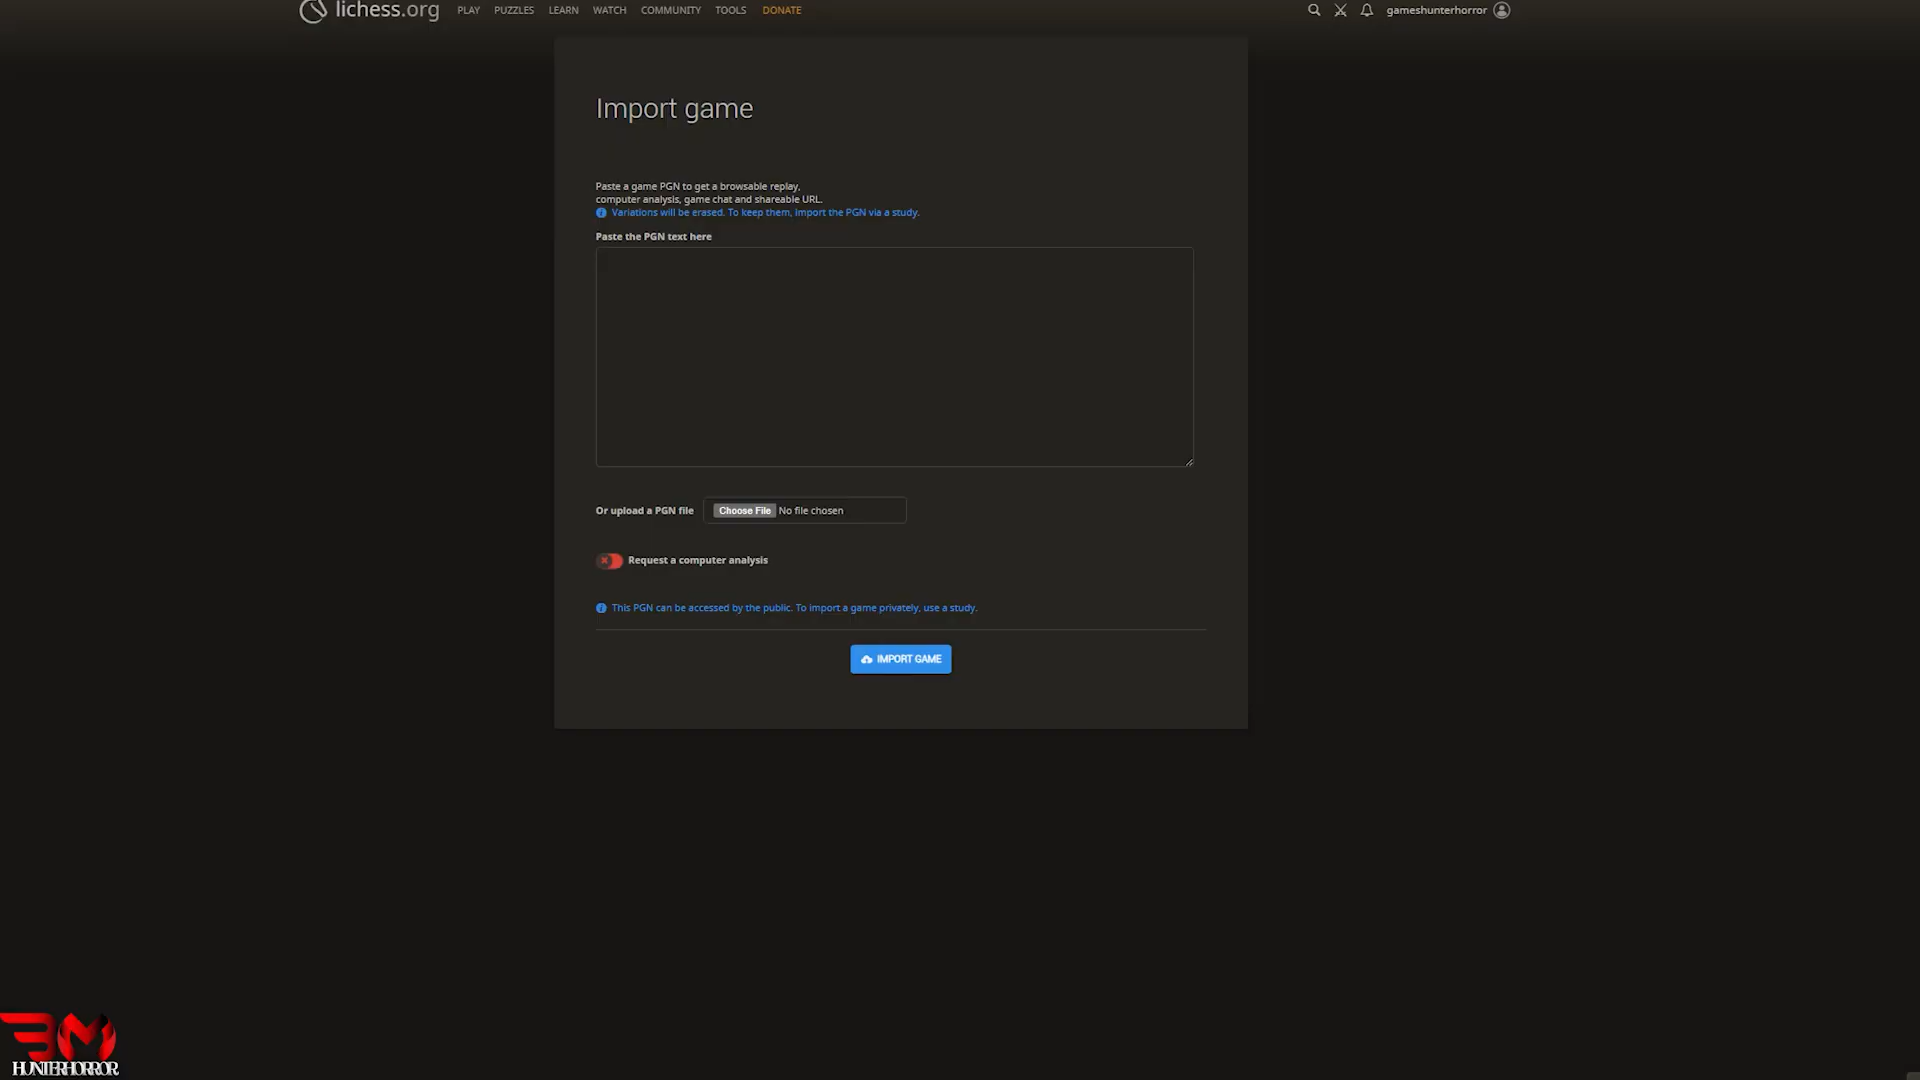 lichess.org PLAY PUZZLES LEARN WATCH COMMUNITY TOOLS DONATE gameshunterhorror
Import game
Paste a game PGN to get a browsable replay,
computer analysis, game chat and shareable URL.
Variations will be erased. To keep them, import the PGN via a study.
Paste the PGN text here
Or upload a PGN file Choose File No file chosen
Request a computer analysis
This PGN can be accessed by the public. To import a game privately, use a study.
IMPORT GAME
HUNTERHORROR